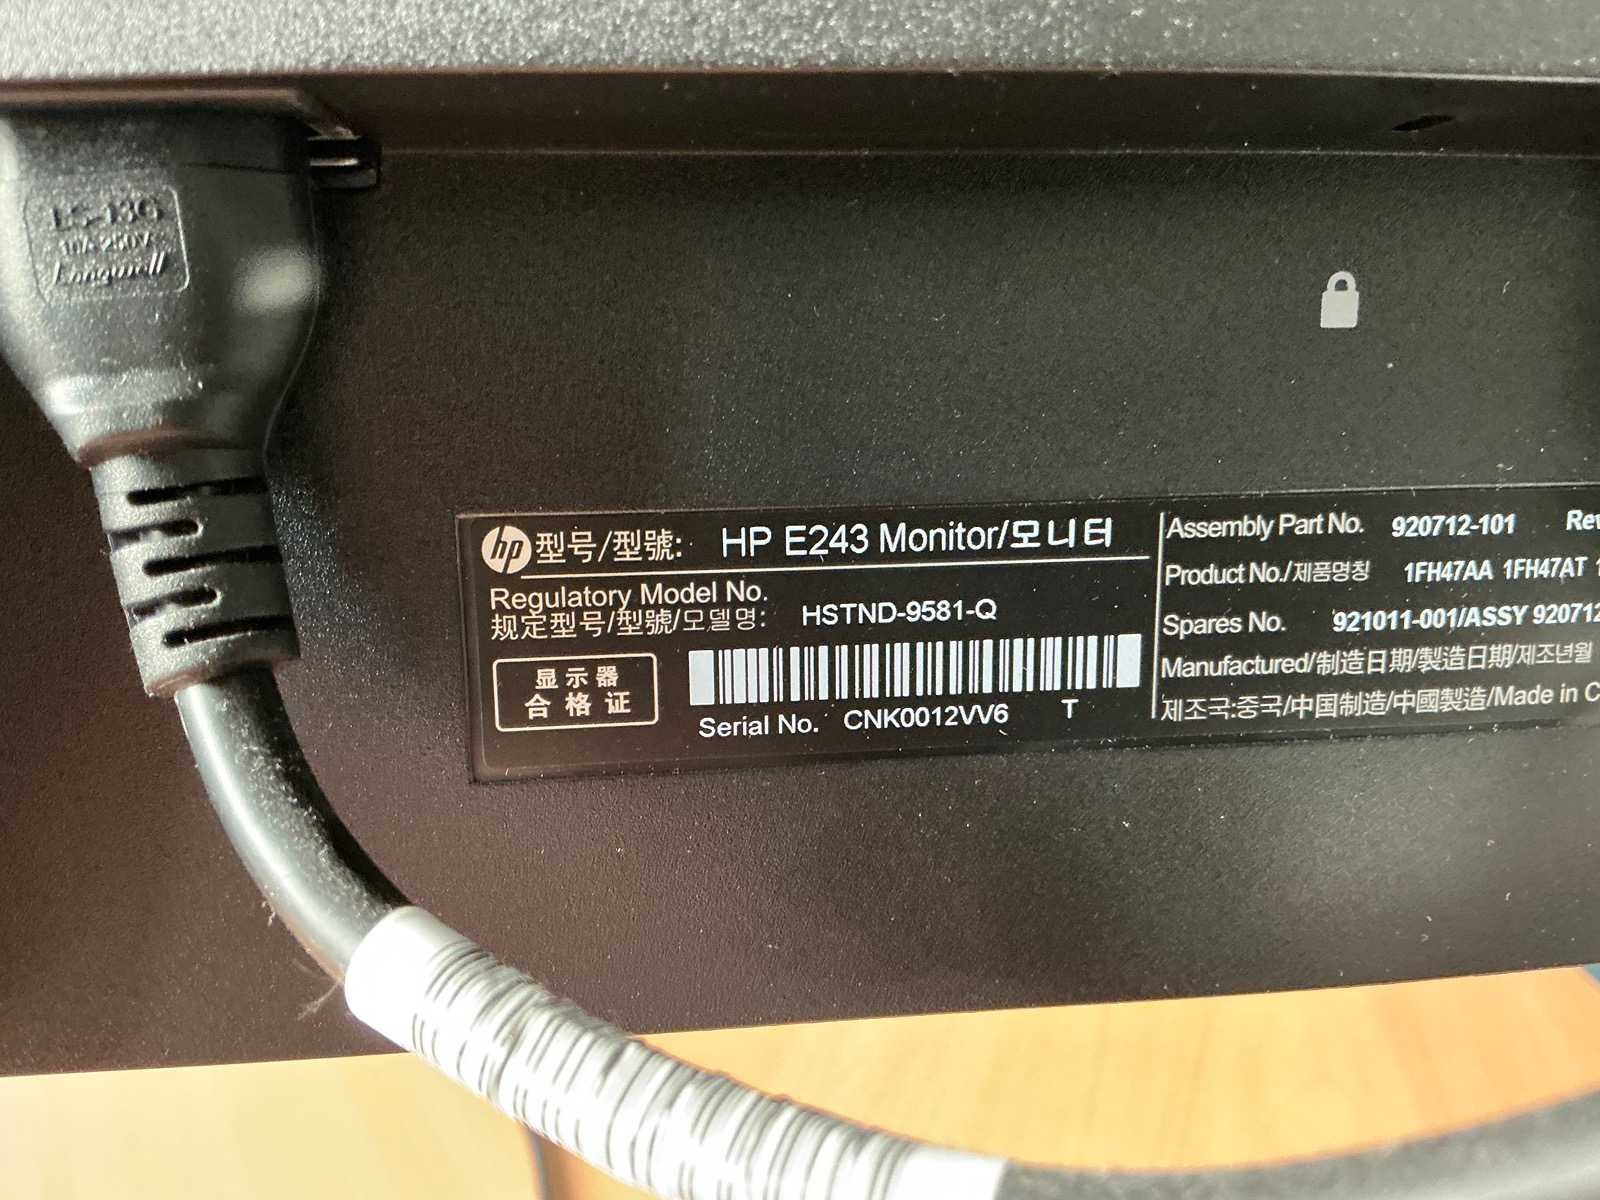 LS-13G
10A 250V
Longwell
hp 型号/型號: HP E243 Monitor/모니터
Regulatory Model No.
规定型号/型號/모델명: HSTND-9581-Q
显示器
合格证
Serial No. CNK0012VV6 T
Assembly Part No. 920712-101 Rev
Product No./제품명칭 1FH47AA 1FH47AT 1
Spares No. 921011-001/ASSY 920712
Manufactured/制造日期/製造日期/제조년월
제조국:중국/中国制造/中國製造/Made in C